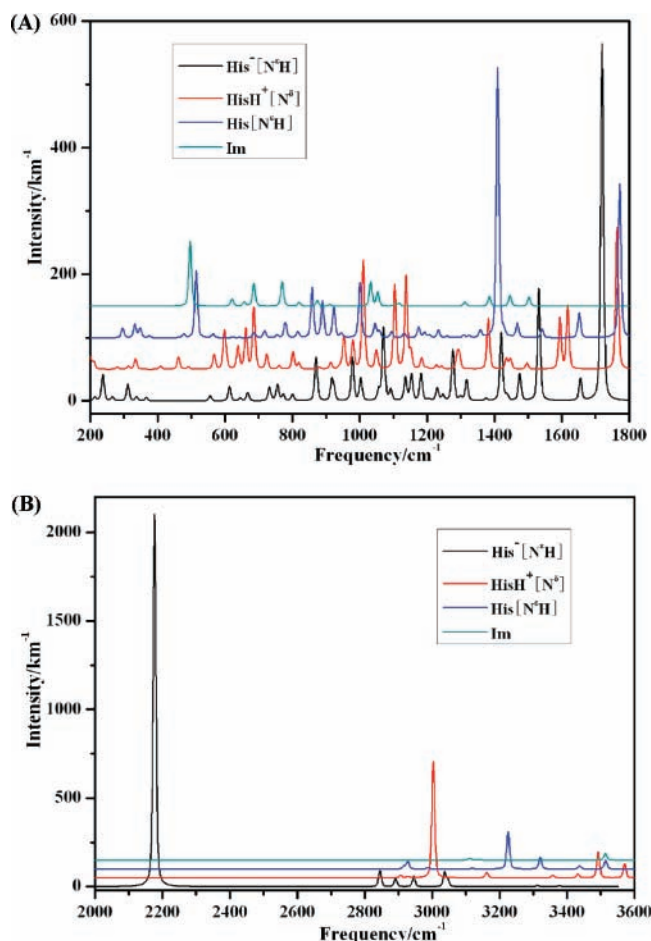 (A)
600
400
200
0
Intensity/km⁻¹
His⁻[NᵋH]
HisH⁺[Nᵟ]
His[NᵋH]
Im
200 400 600 800 1000 1200 1400 1600 1800
Frequency/cm⁻¹
(B)
2000
1500
1000
500
0
Intensity/km⁻¹
His⁻[NᵋH]
HisH⁺[Nᵟ]
His[NᵋH]
Im
2000 2200 2400 2600 2800 3000 3200 3400 3600
Frequency/cm⁻¹